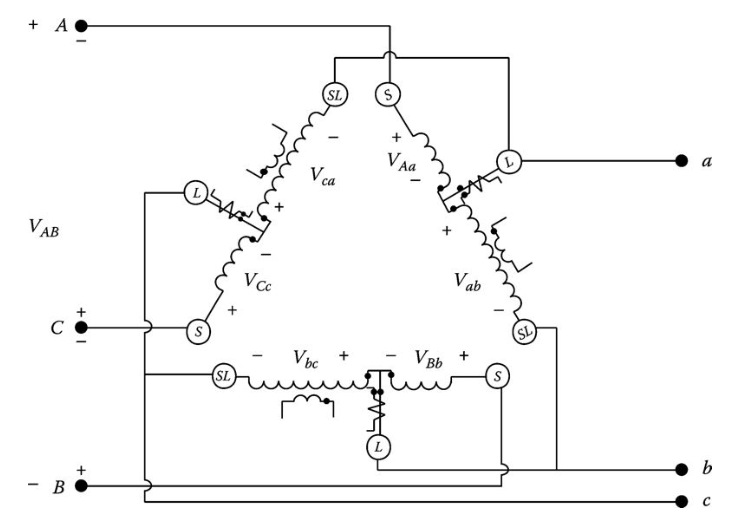 + A
−
SL
S
+
−
V_Aa
L
a
V_ca
−
L
+
+
V_AB
−
V_Cc
V_ab
+
C
−
+
S
−
SL
− V_bc + − V_Bb +
SL
S
L
+
b
− B
c